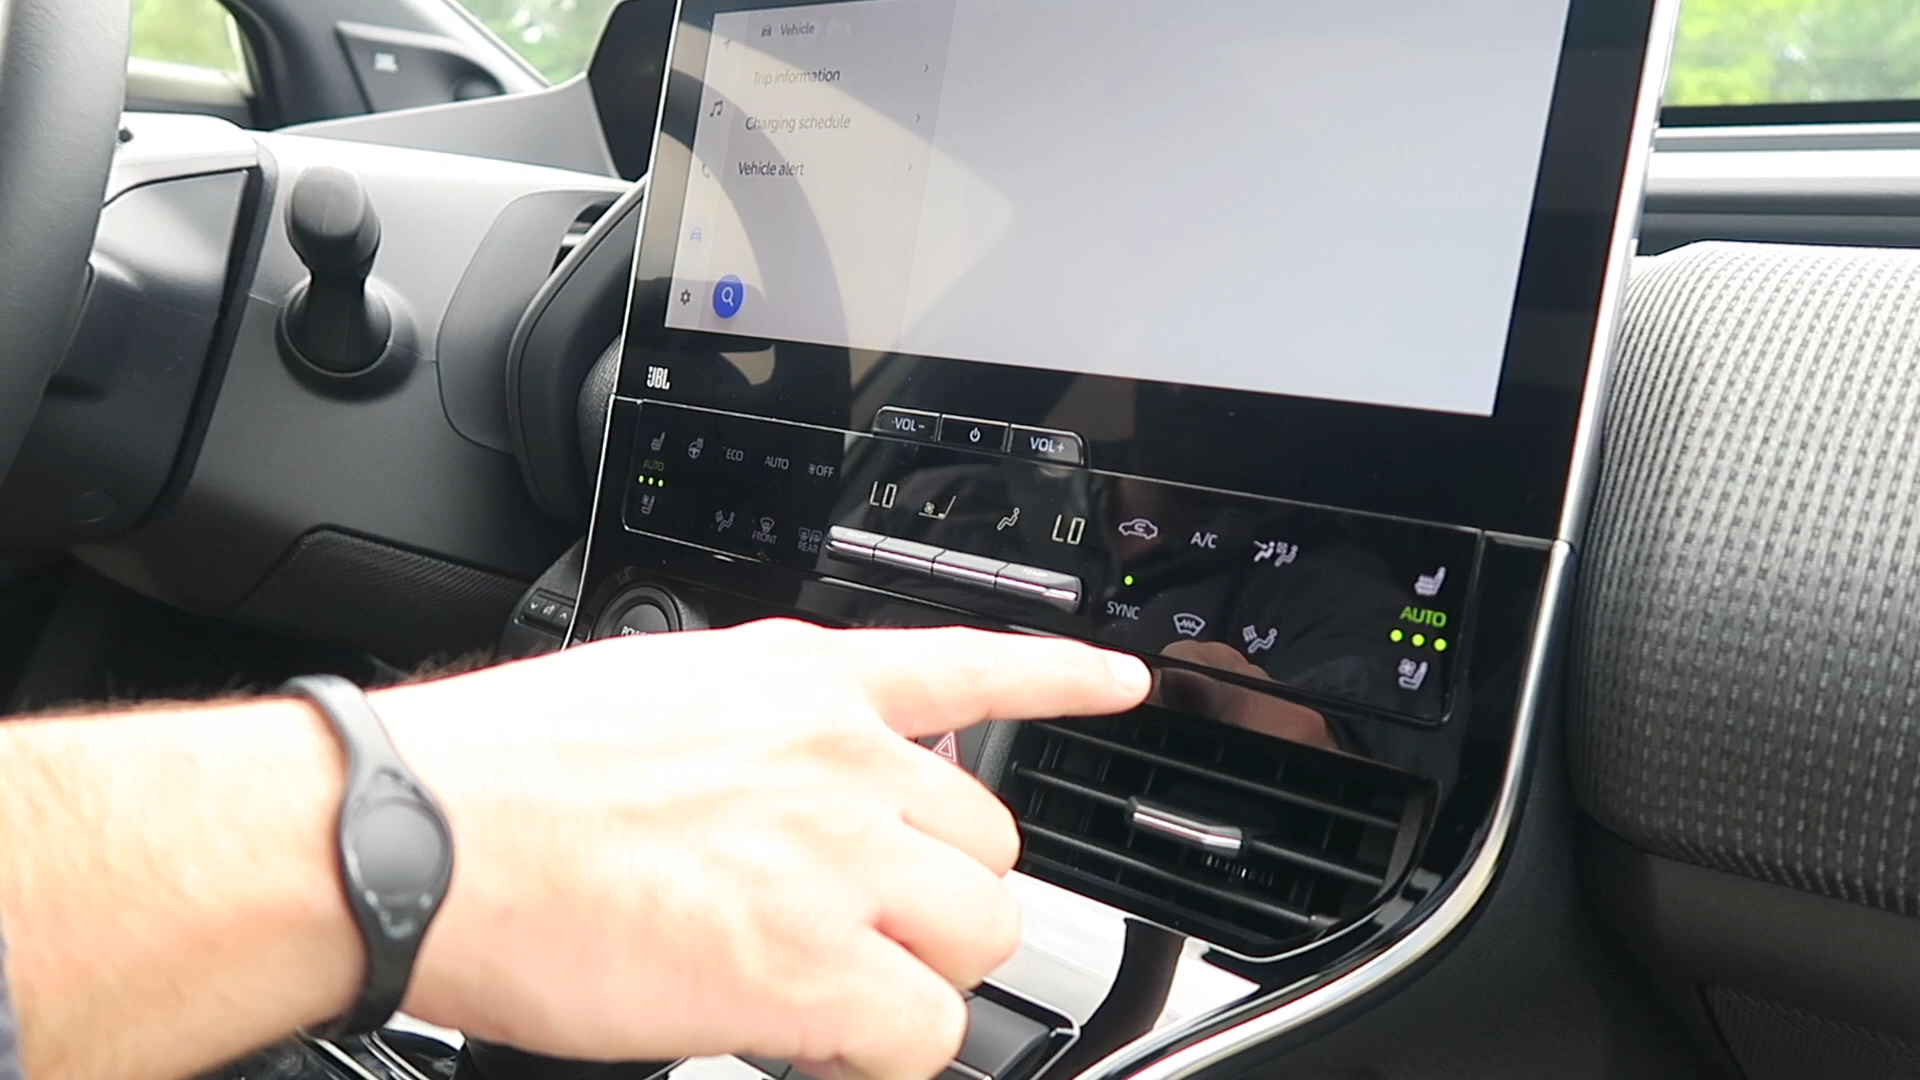 JBL
Vehicle
Trip information
Charging schedule
Vehicle alert
JBL
VOL-
VOL+
ECO
AUTO
OFF
AUTO
LO
LO
A/C
FRONT
REAR
SYNC
AUTO